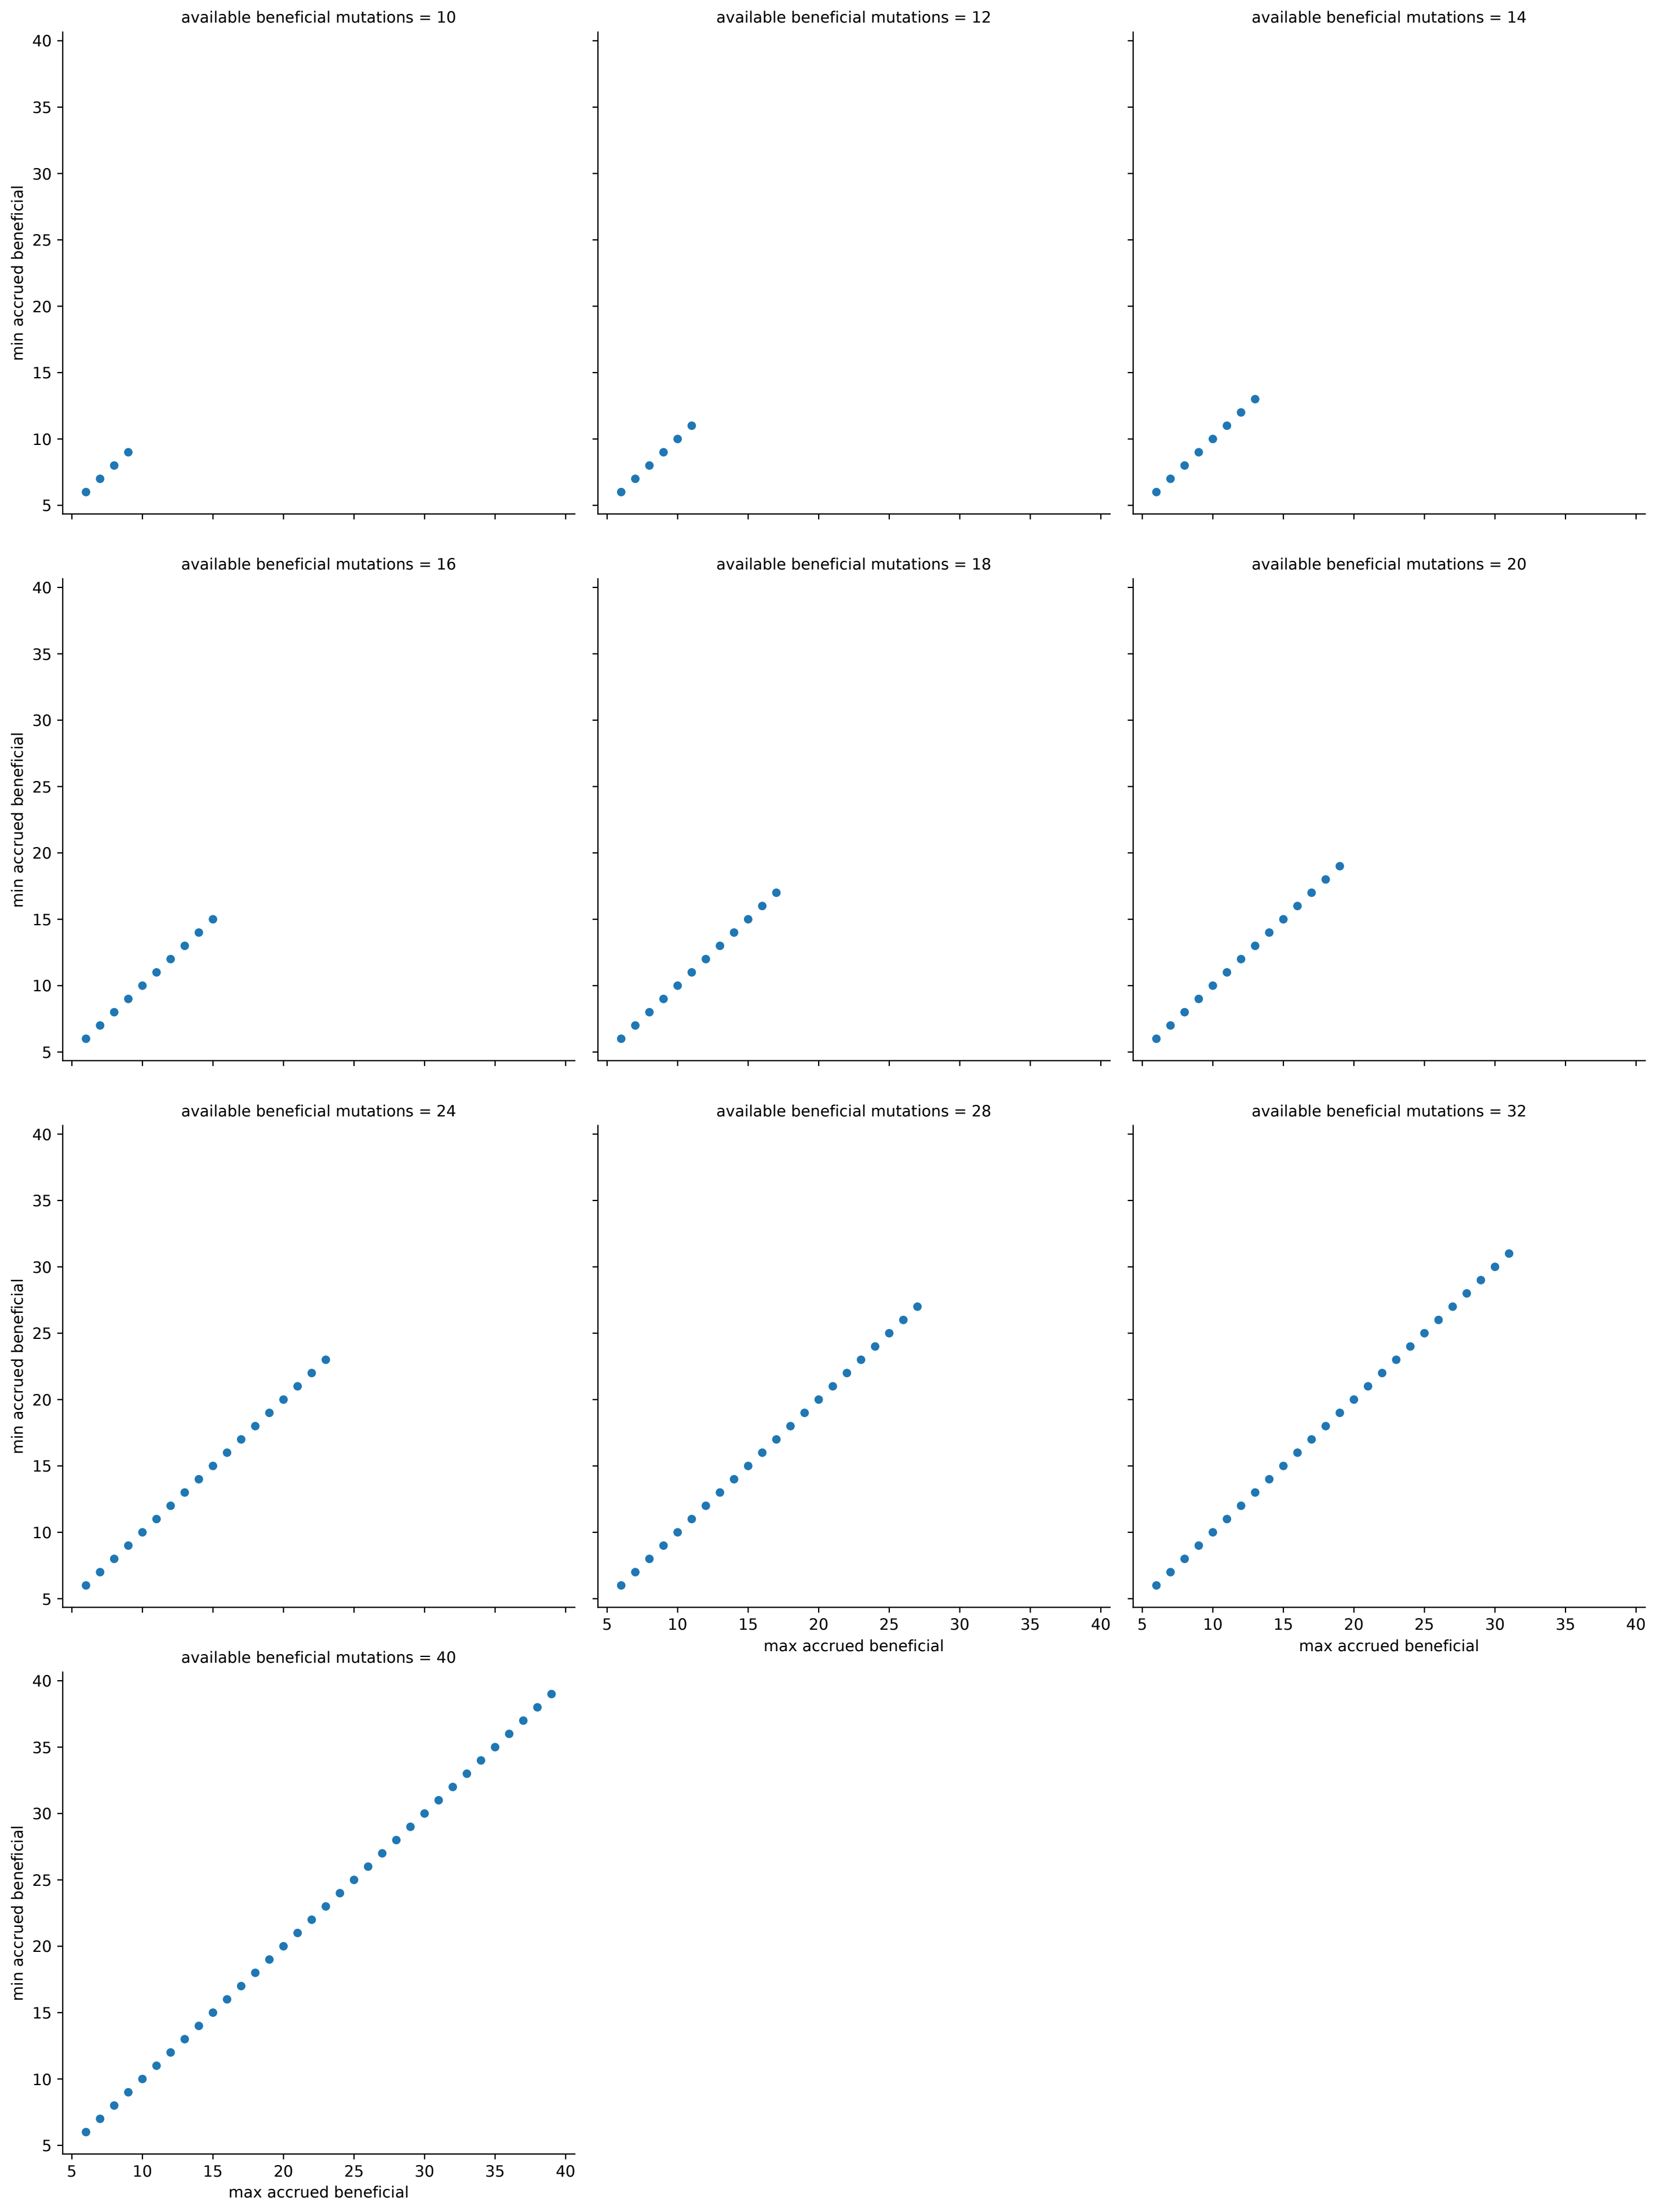 available beneficial mutations = 10
available beneficial mutations = 12
available beneficial mutations = 14
40
35
30
25
20
15
10
5
min accrued beneficial
available beneficial mutations = 16
available beneficial mutations = 18
available beneficial mutations = 20
40
35
30
25
20
15
10
5
min accrued beneficial
available beneficial mutations = 24
available beneficial mutations = 28
available beneficial mutations = 32
40
35
30
25
20
15
10
5
min accrued beneficial
5 10 15 20 25 30 35 40
max accrued beneficial
5 10 15 20 25 30 35 40
max accrued beneficial
available beneficial mutations = 40
40
35
30
25
20
15
10
5
min accrued beneficial
5 10 15 20 25 30 35 40
max accrued beneficial